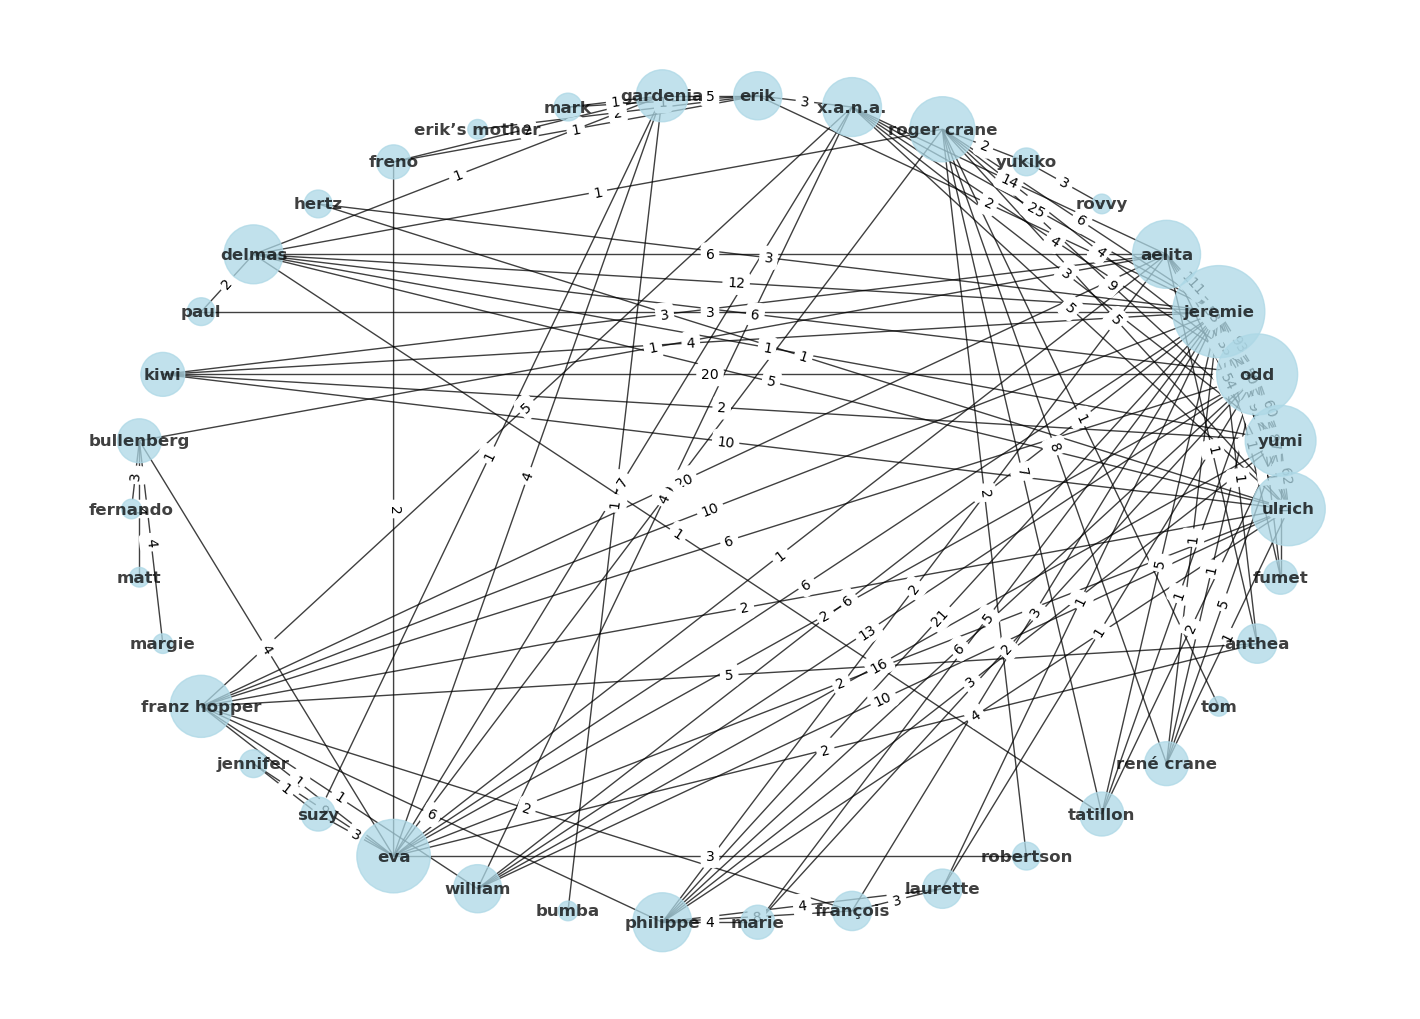 gardenia
erik
x.a.n.a.
mark
erik’s mother
roger crane
freno
yukiko
hertz
rovvy
delmas
aelita
paul
jeremie
kiwi
odd
bullenberg
yumi
fernando
ulrich
matt
fumet
margie
anthea
franz hopper
tom
jennifer
rené crane
suzy
tatillon
eva
robertson
william
laurette
bumba
françois
philippe
marie
5
3
1
1
2
1
1
2
3
14
2
25
6
6
3
4
4
12
2
3
9
3
3
6
5
5
1
4
1
1
20
5
5
2
10
1
1
8
1
1
4
3
20
7
2
7
4
1
2
10
1
4
6
1
1
5
6
2
2
2
6
21
5
3
1
1
5
13
6
2
1
2
1
4
5
16
2
3
10
4
2
1
1
1
2
6
3
3
4
3
4